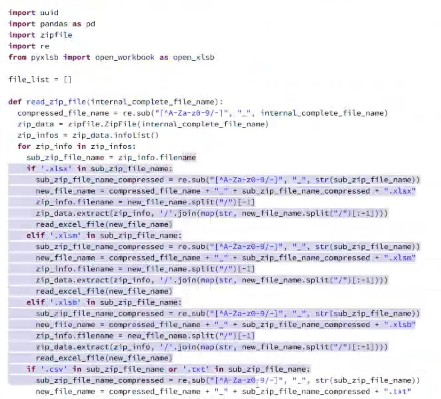 import uuid
import pandas as pd
import zipfile
import re
from pyxlsb import open_workbook as open_xlsb
file_list = []
def read_zip_file(internal_complete_file_name):
compressed_file_name = re.sub("[^A-Za-z0-9/-]", "_", internal_complete_file_name)
zip_data = zipfile.ZipFile(internal_complete_file_name)
zip_infos = zip_data.infolist()
for zip_info in zip_infos:
sub_zip_file_name = zip_info.filename
if '.xlsx' in sub_zip_file_name:
sub_zip_file_name_compressed = re.sub("[^A-Za-z0-9/-]", "_", str(sub_zip_file_name))
new_file_name = compressed_file_name + "_" + sub_zip_file_name_compressed + ".xlsx"
zip_info.filename = new_file_name.split("/")[-1]
zip_data.extract(zip_info, '/'.join(map(str, new_file_name.split("/")[:-1])))
read_excel_file(new_file_name)
elif '.xlsm' in sub_zip_file_name:
sub_zip_file_name_compressed = re.sub("[^A-Za-z0-9/-]", "_", str(sub_zip_file_name))
new_file_name = compressed_file_name + "_" + sub_zip_file_name_compressed + ".xlsm"
zip_info.filename = new_file_name.split("/")[-1]
zip_data.extract(zip_info, '/'.join(map(str, new_file_name.split("/")[:-1])))
read_excel_file(new_file_name)
elif '.xlsb' in sub_zip_file_name:
sub_zip_file_name_compressed = re.sub("[^A-Za-z0-9/-]", "_", str(sub_zip_file_name))
new_file_name = compressed_file_name + "_" + sub_zip_file_name_compressed + ".xlsb"
zip_info.filename = new_file_name.split("/")[-1]
zip_data.extract(zip_info, '/'.join(map(str, new_file_name.split("/")[:-1])))
read_excel_file(new_file_name)
if '.csv' in sub_zip_file_name or '.txt' in sub_zip_file_name:
sub_zip_file_name_compressed = re.sub("[^A-Za-z0-9/-]", "_", str(sub_zip_file_name))
new_file_name = compressed_file_name + "_" + sub_zip_file_name_compressed + ".txt"